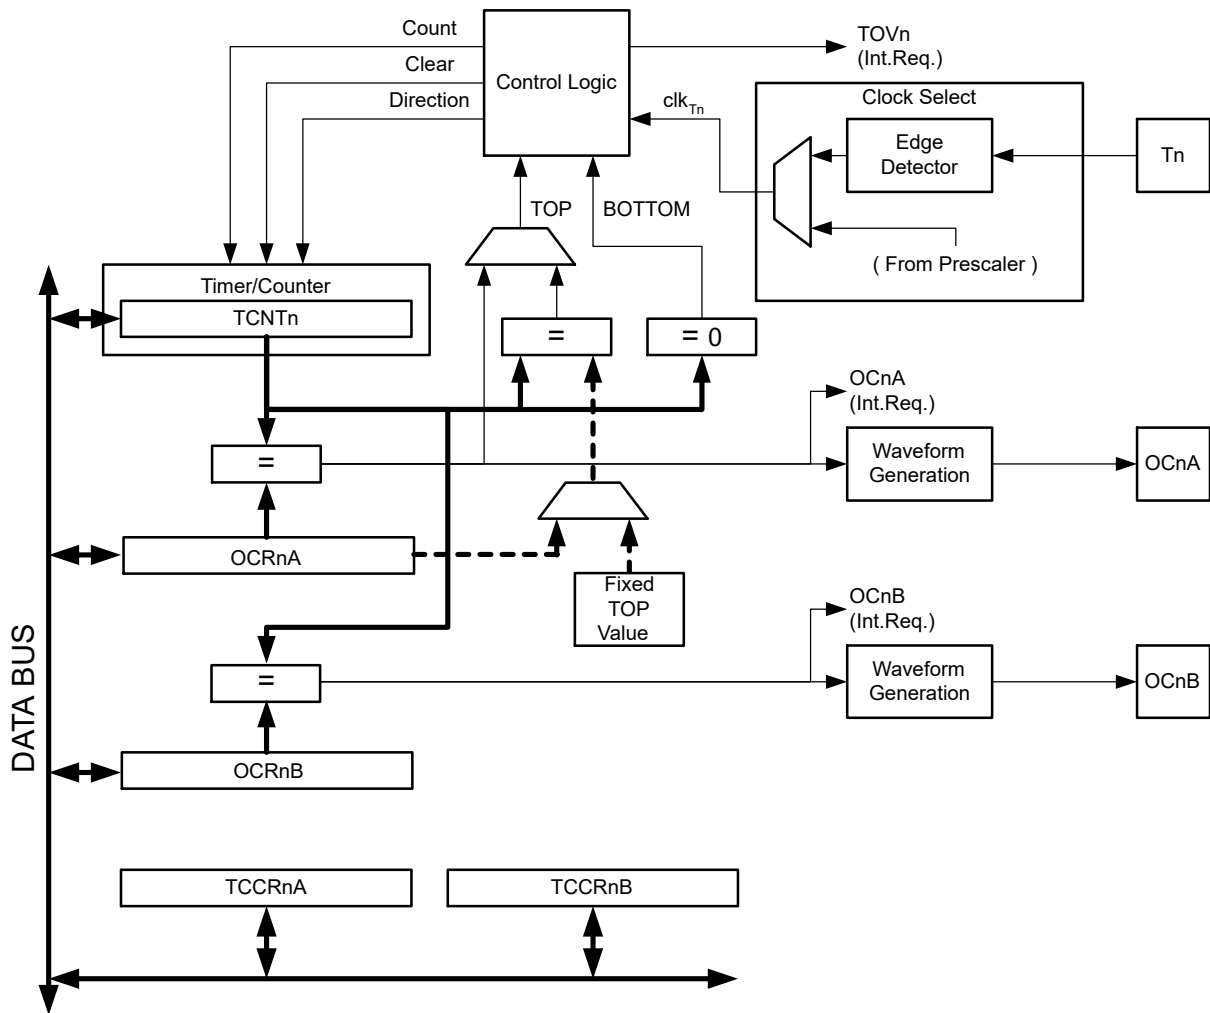 Count
Clear
Direction
Control Logic
TOVn
(Int.Req.)
clkTn
Clock Select
Edge
Detector
Tn
( From Prescaler )
TOP
BOTTOM
Timer/Counter
TCNTn
=
= 0
OCnA
(Int.Req.)
=
Waveform
Generation
OCnA
OCRnA
Fixed
TOP
Value
OCnB
(Int.Req.)
=
Waveform
Generation
OCnB
OCRnB
DATA BUS
TCCRnA
TCCRnB